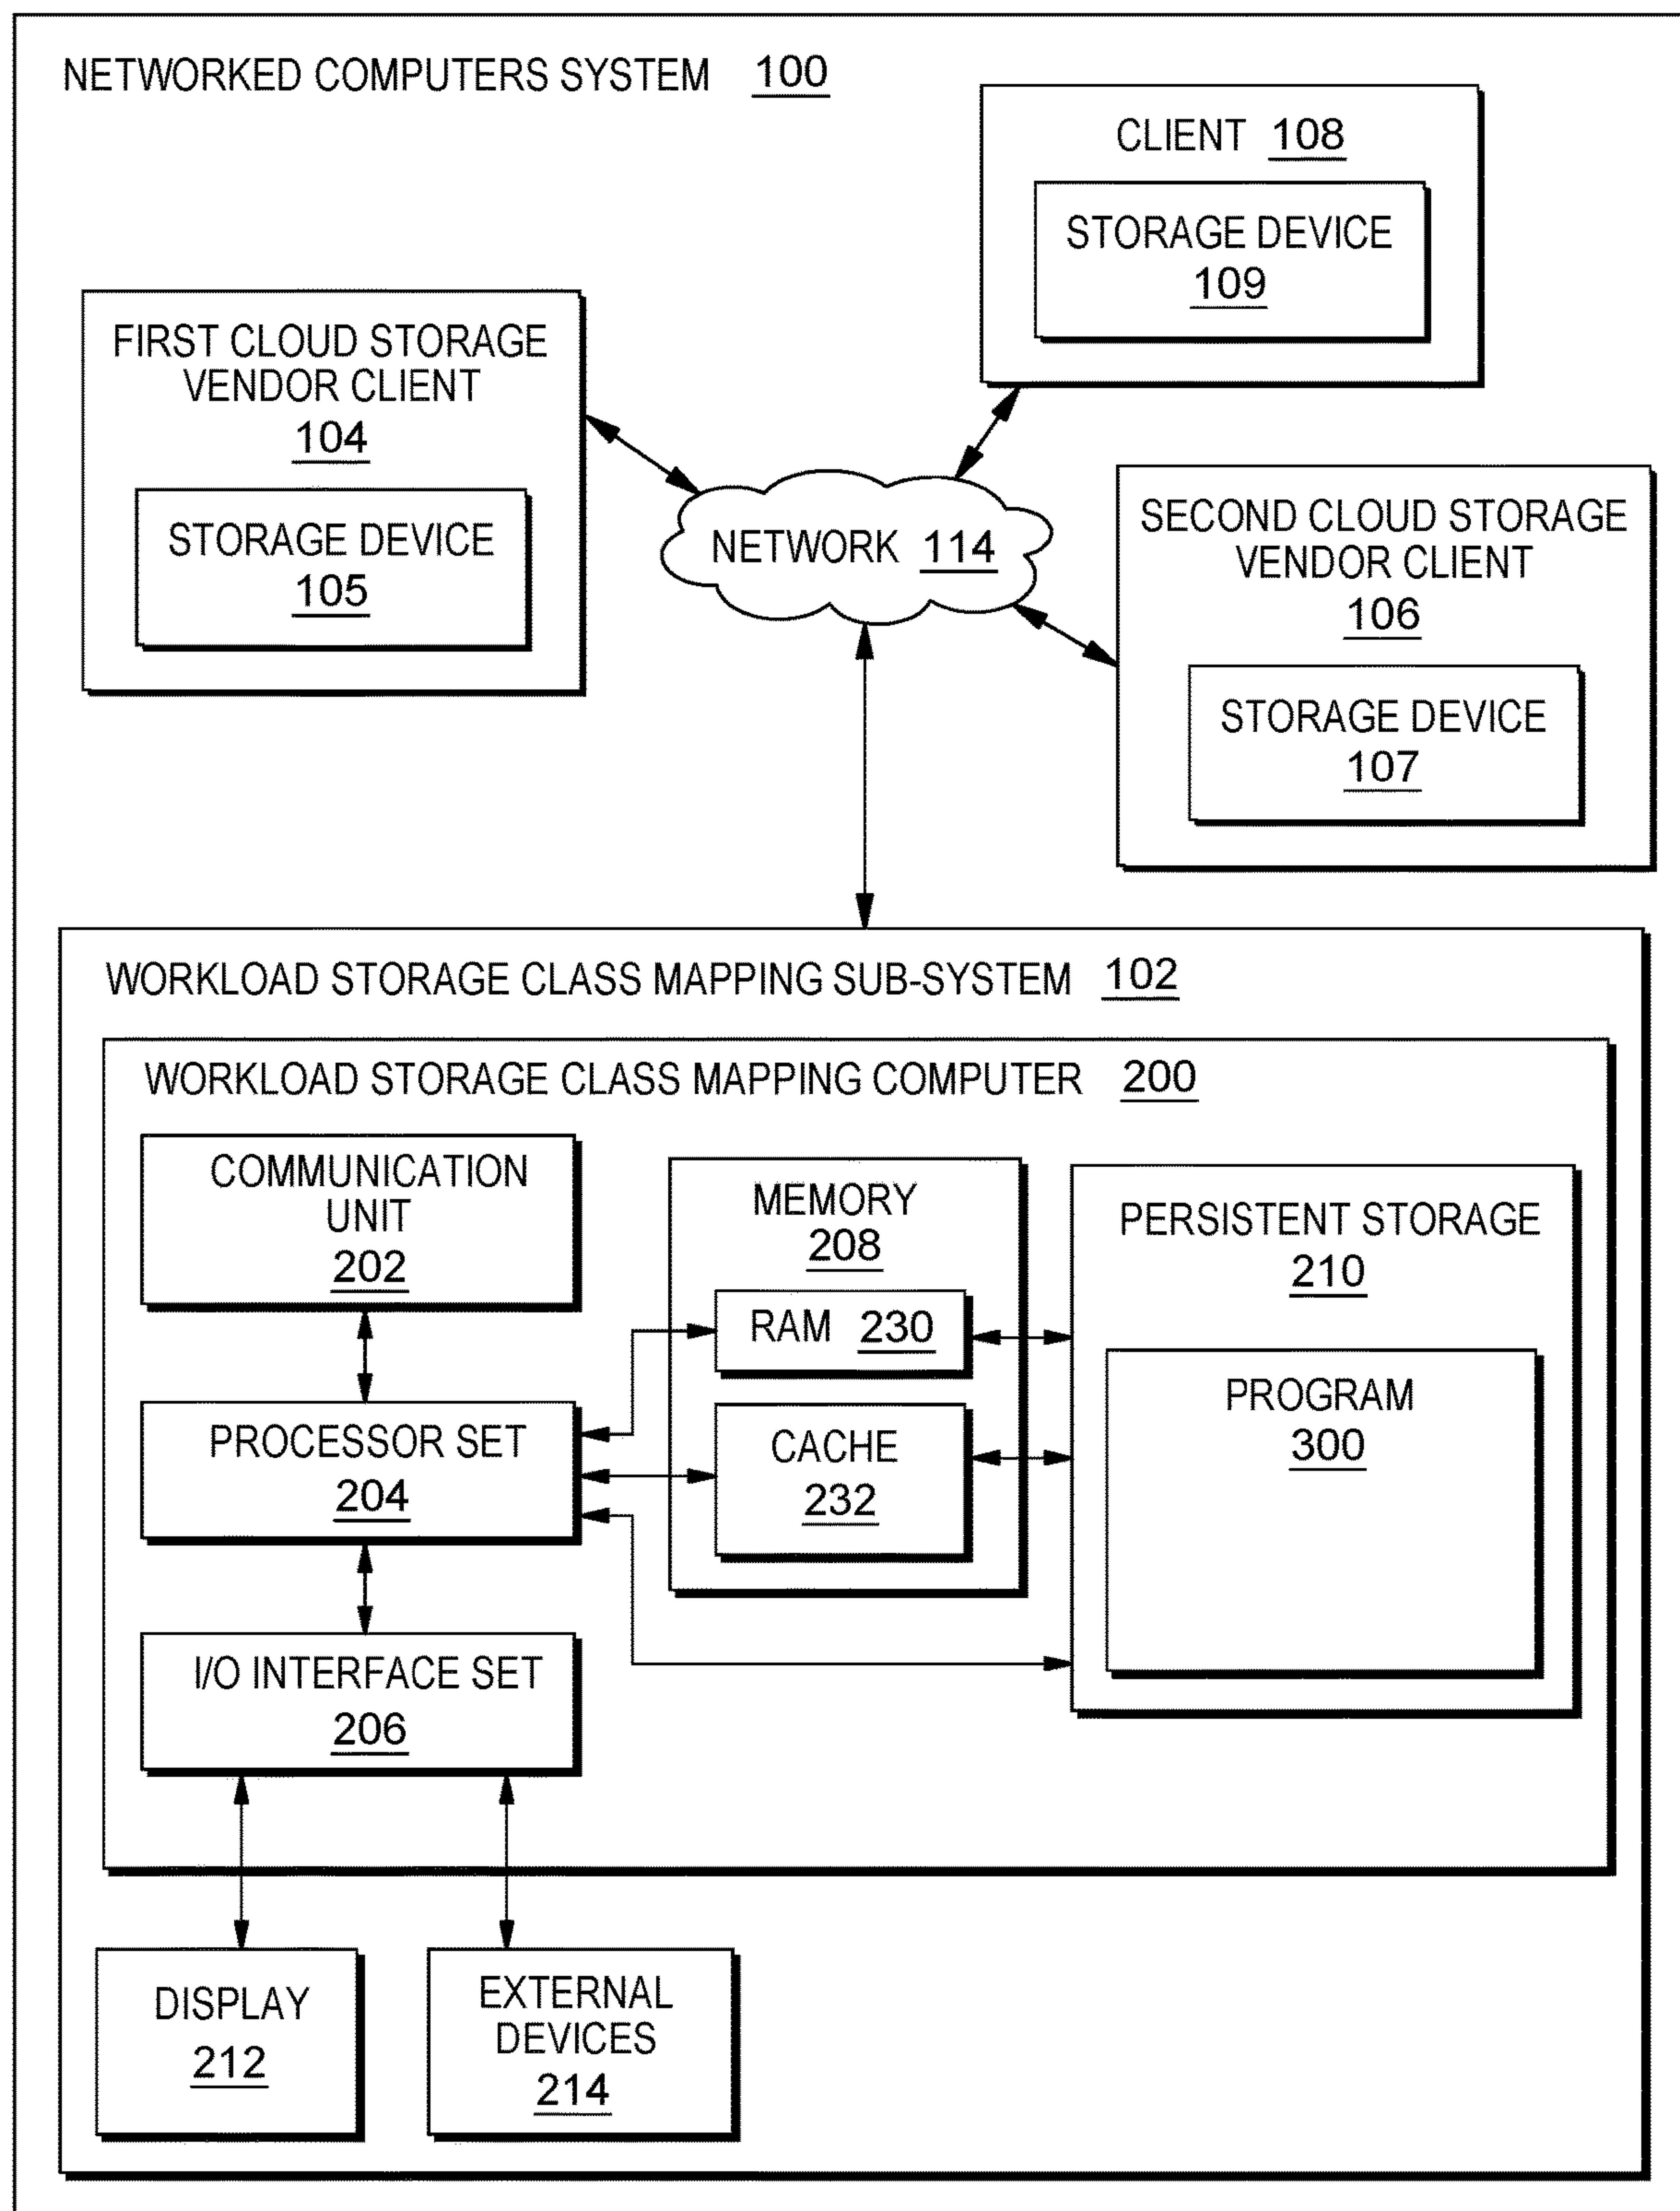 NETWORKED COMPUTERS SYSTEM 100
CLIENT 108
STORAGE DEVICE
109
FIRST CLOUD STORAGE
VENDOR CLIENT
104
STORAGE DEVICE
105
NETWORK 114
SECOND CLOUD STORAGE
VENDOR CLIENT
106
STORAGE DEVICE
107
WORKLOAD STORAGE CLASS MAPPING SUB-SYSTEM 102
WORKLOAD STORAGE CLASS MAPPING COMPUTER 200
COMMUNICATION
UNIT
202
PROCESSOR SET
204
I/O INTERFACE SET
206
MEMORY
208
RAM 230
CACHE
232
PERSISTENT STORAGE
210
PROGRAM
300
DISPLAY
212
EXTERNAL
DEVICES
214